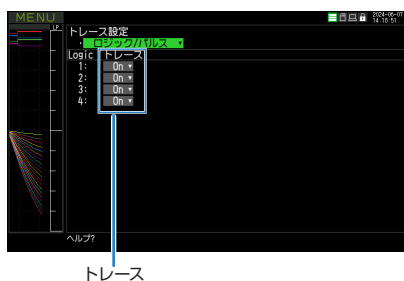 MENU
2024-06-07
14:16:51
LP
トレース設定
・ ロジック/パルス
Logic トレース
1: On
2: On
3: On
4: On
ヘルプ?
トレース